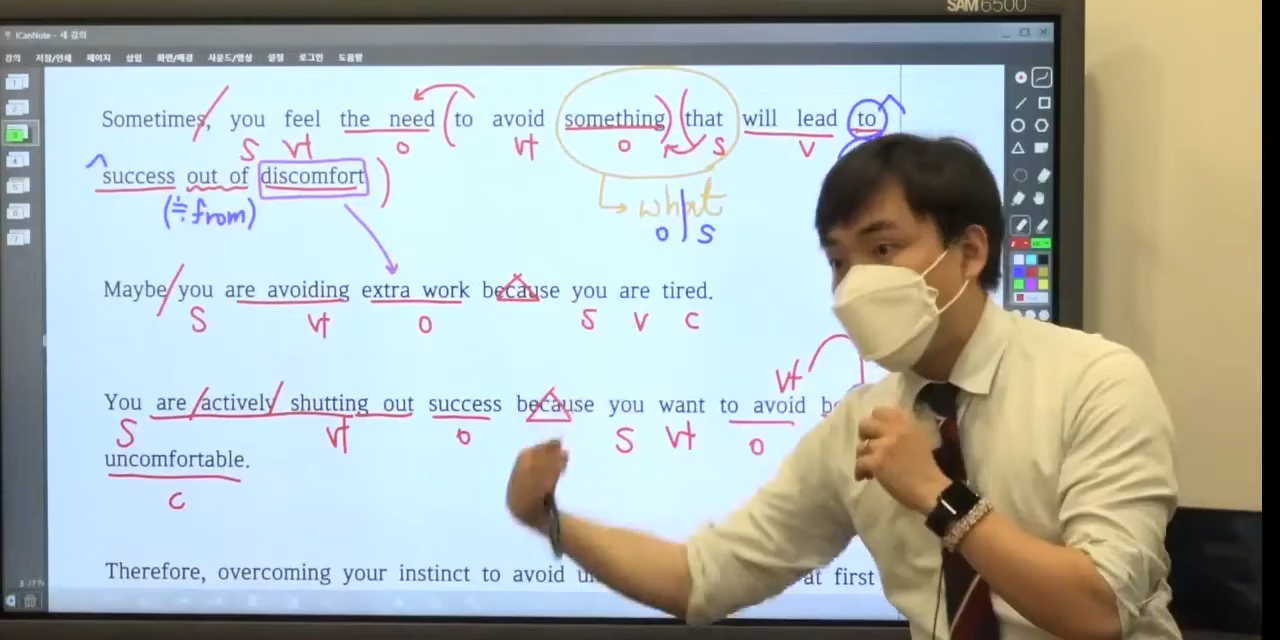 SAM6500
ICanNote - 새 강의
강의 저장/인쇄 페이지 삽입 화면/배경 사운드/영상 설정 로그인 도움말
Sometimes, you feel the need to avoid something that will lead to
S vt O vt O S V
success out of discomfort
(≒from)
what
O S
Maybe you are avoiding extra work because you are tired.
S vt O S V C
vt
You are actively shutting out success because you want to avoid
S vt O S vt O
uncomfortable.
C
Therefore, overcoming your instinct to avoid at first